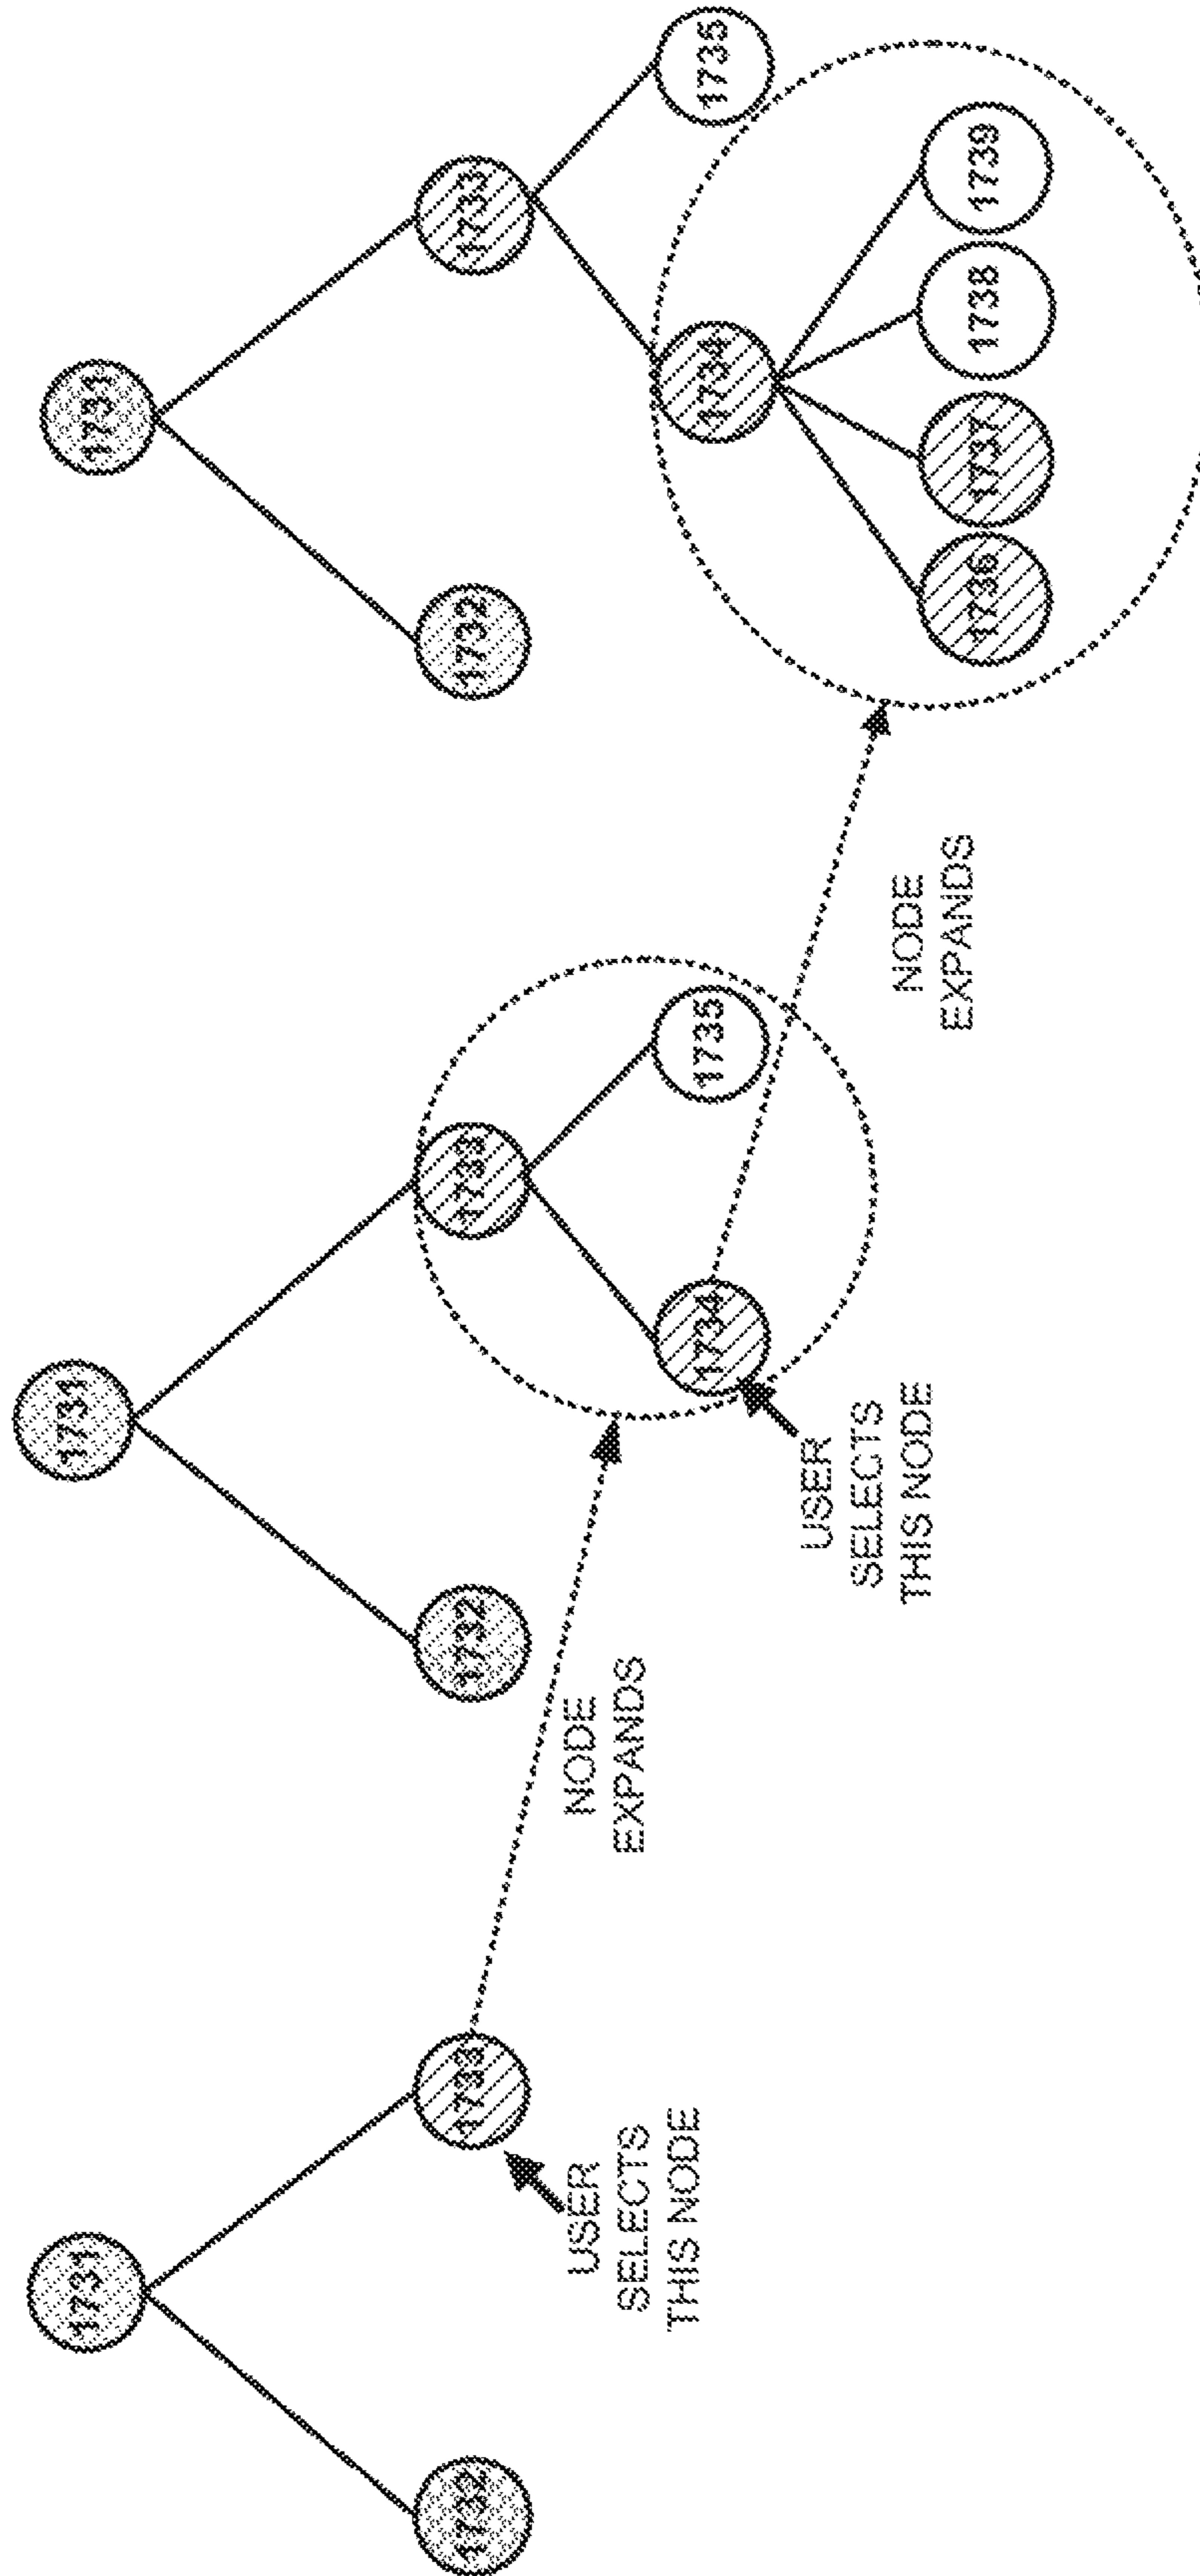 1731
1732
1733
USER
SELECTS
THIS NODE
NODE
EXPANDS
1731
1732
1733
1734
1735
USER
SELECTS
THIS NODE
NODE
EXPANDS
1731
1732
1733
1734
1735
1736
1737
1738
1739